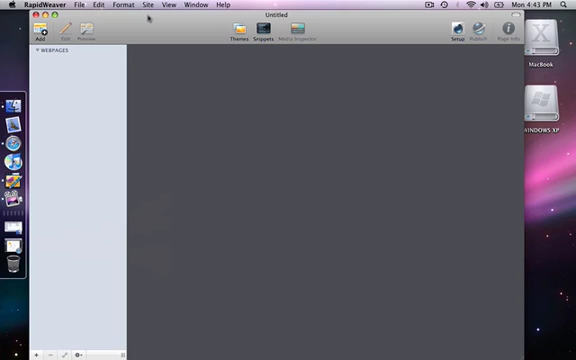 RapidWeaver File Edit Format Site View Window Help Mon 4:43 PM
Untitled
Add Edit Preview Themes Snippets Media Inspector Setup Publish Page Info
WEBPAGES
MacBook
WINDOWS XP